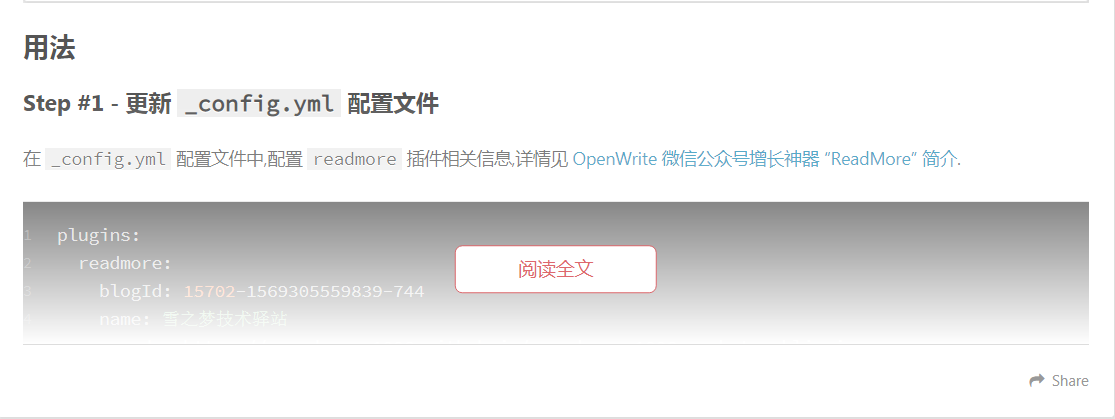 用法
Step #1 - 更新 _config.yml 配置文件
在 _config.yml 配置文件中,配置 readmore 插件相关信息,详情见 OpenWrite 微信公众号增长神器 “ReadMore” 简介.
1 plugins:
2 readmore:
3 blogId: 15702-1569305559839-744
name: 雪之梦技术驿站
阅读全文
Share